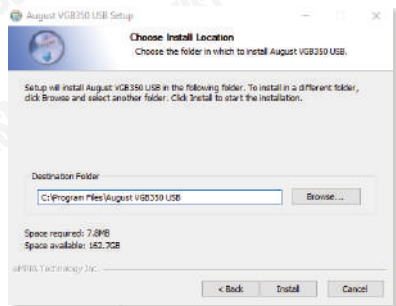 August VGB350 USB Setup
Choose Install Location
Choose the folder in which to install August VGB350 USB.
Setup will install August VGB350 USB in the following folder. To install in a different folder,
click Browse and select another folder. Click Install to start the installation.
Destination Folder
C:\Program Files\August VGB350 USB
Browse...
Space required: 7.8MB
Space available: 162.7GB
eMPIA Technology Inc.
< Back
Install
Cancel